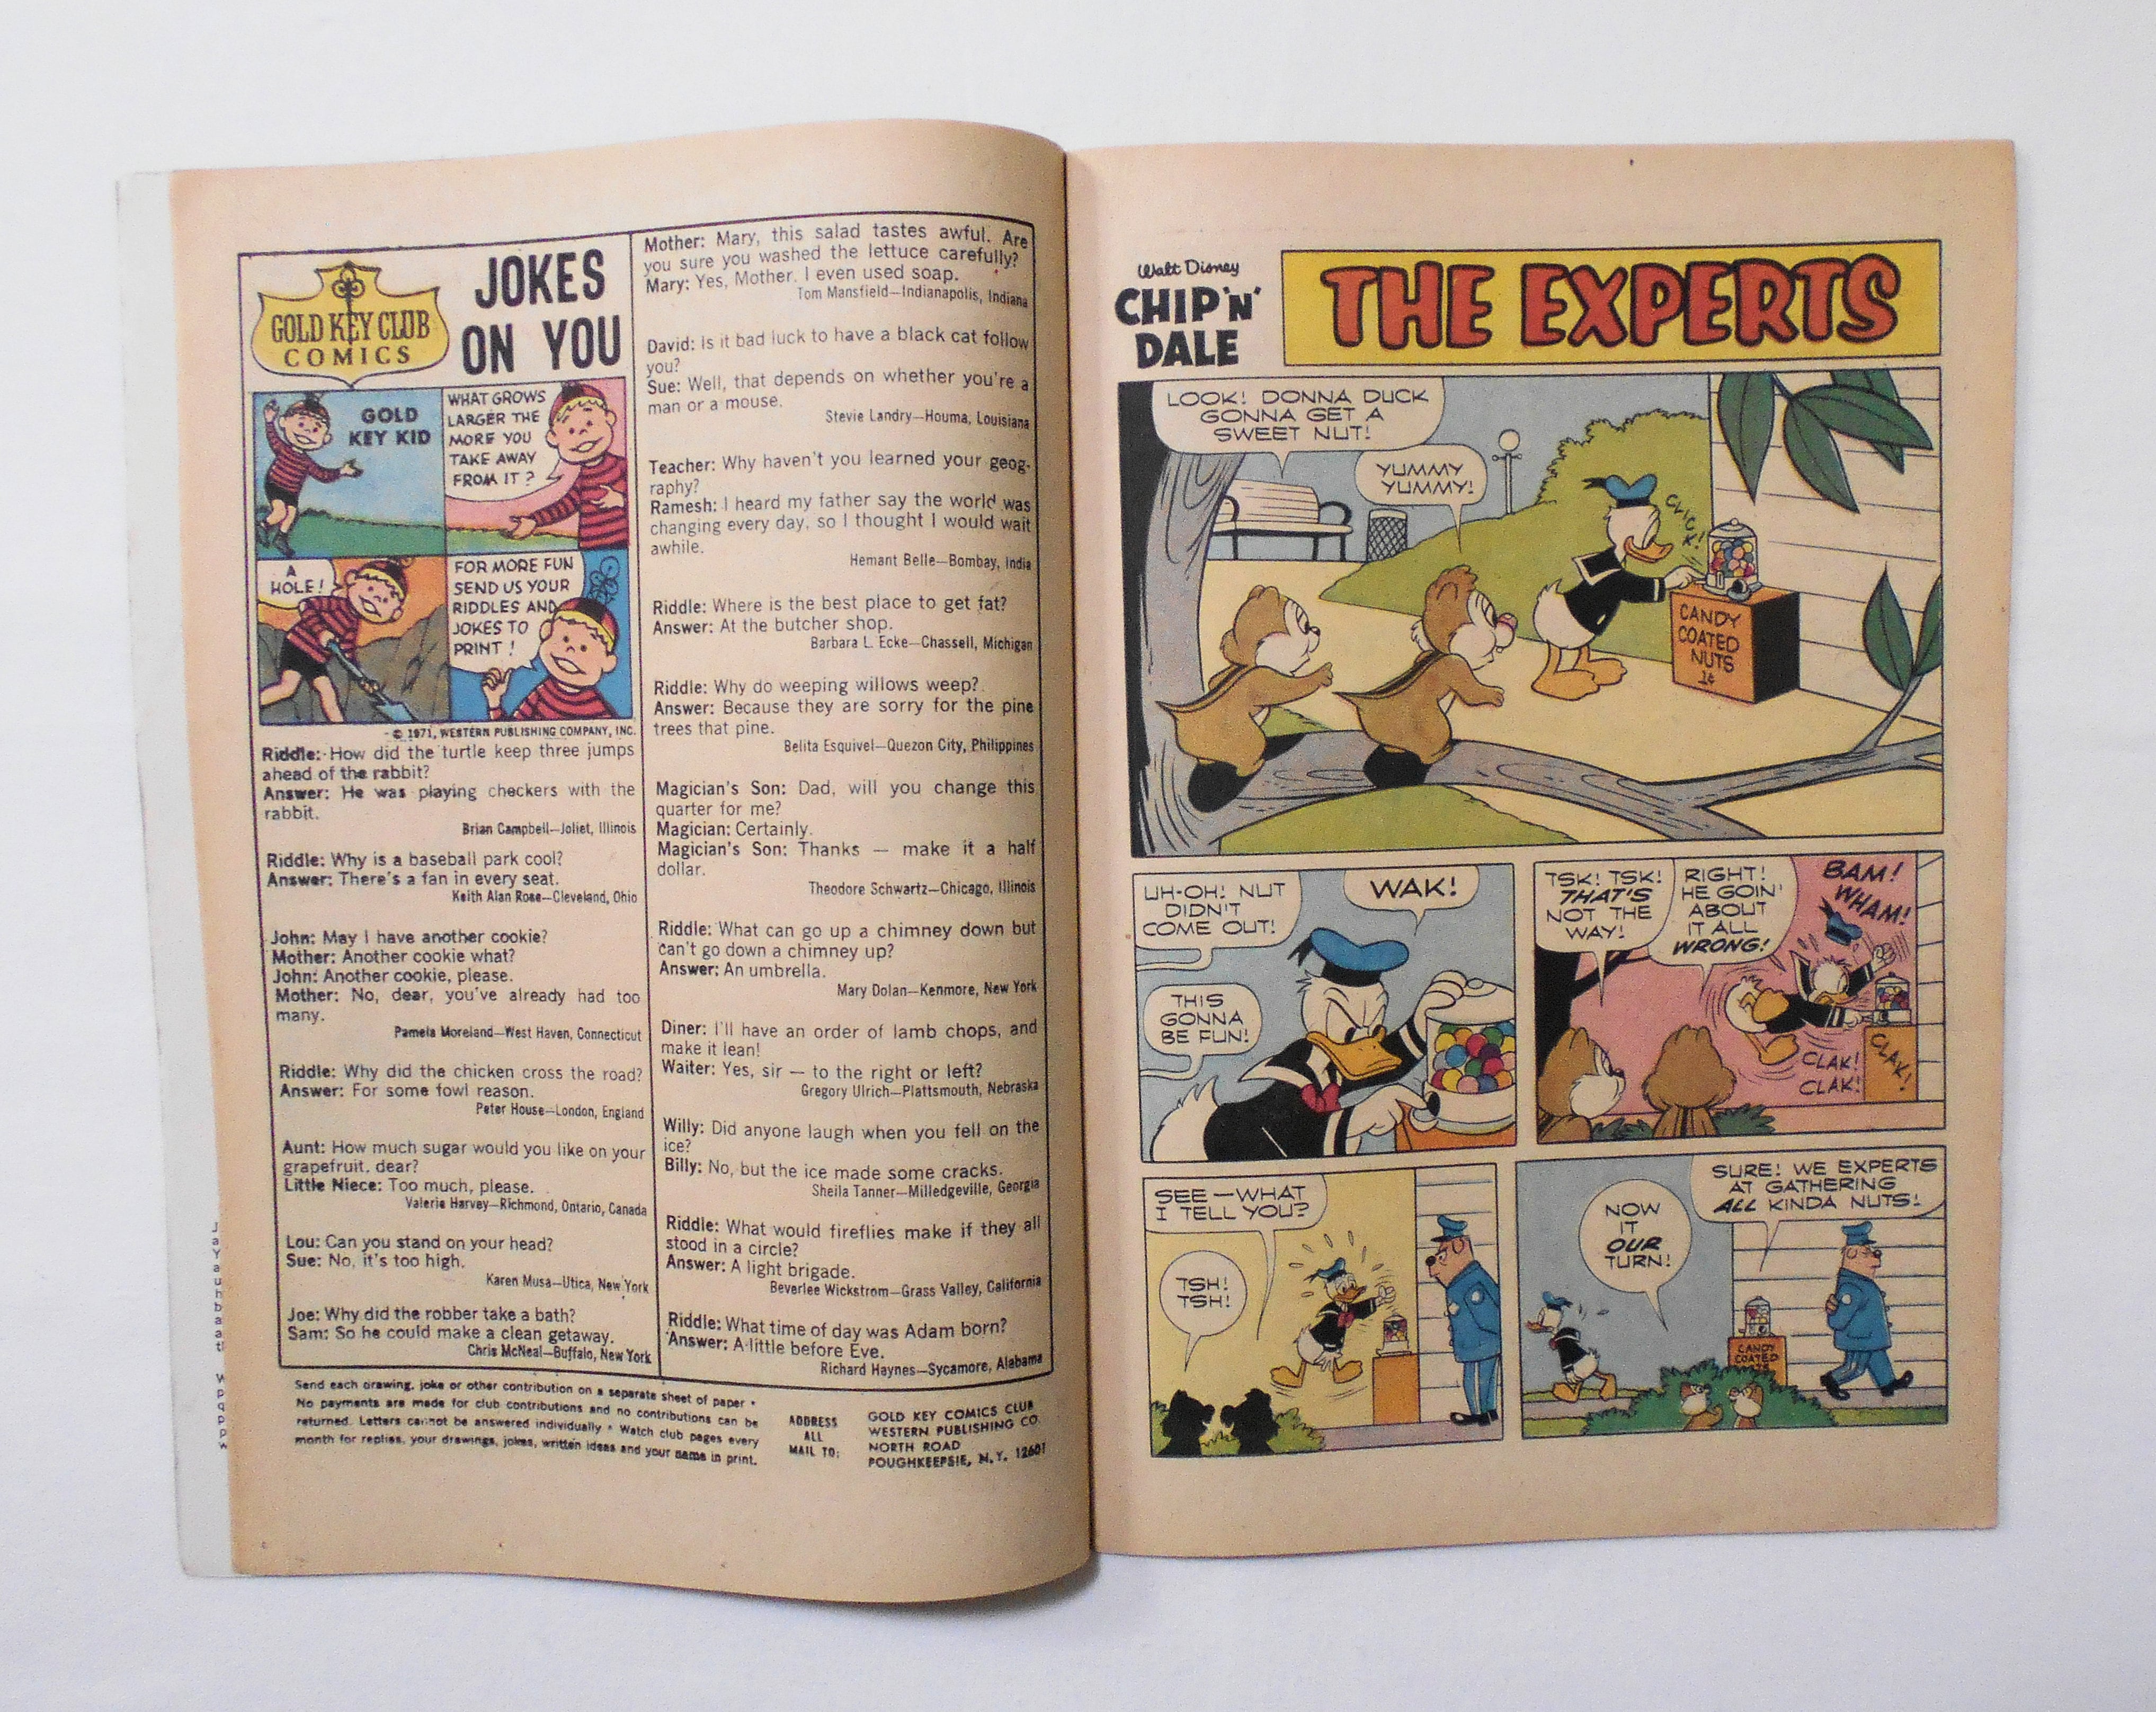 GOLD KEY CLUB
COMICS
JOKES
ON YOU
GOLD
KEY KID
WHAT GROWS
LARGER THE
MORE YOU
TAKE AWAY
FROM IT?
A
HOLE!
FOR MORE FUN
SEND US YOUR
RIDDLES AND
JOKES TO
PRINT!
© 1971, WESTERN PUBLISHING COMPANY, INC.
Riddle: How did the turtle keep three jumps
ahead of the rabbit?
Answer: He was playing checkers with the
rabbit.
Brian Campbell—Joliet, Illinois
Riddle: Why is a baseball park cool?
Answer: There's a fan in every seat.
Keith Alan Rose—Cleveland, Ohio
John: May I have another cookie?
Mother: Another cookie what?
John: Another cookie, please.
Mother: No, dear, you've already had too
many.
Pamela Moreland—West Haven, Connecticut
Riddle: Why did the chicken cross the road?
Answer: For some fowl reason.
Peter House—London, England
Aunt: How much sugar would you like on your
grapefruit, dear?
Little Niece: Too much, please.
Valerie Harvey—Richmond, Ontario, Canada
Lou: Can you stand on your head?
Sue: No, it's too high.
Karen Musa—Utica, New York
Joe: Why did the robber take a bath?
Sam: So he could make a clean getaway.
Chris McNeal—Buffalo, New York
Mother: Mary, this salad tastes awful. Are
you sure you washed the lettuce carefully?
Mary: Yes, Mother. I even used soap.
Tom Mansfield—Indianapolis, Indiana
David: Is it bad luck to have a black cat follow
you?
Sue: Well, that depends on whether you're a
man or a mouse.
Stevie Landry—Houma, Louisiana
Teacher: Why haven't you learned your geog-
raphy?
Ramesh: I heard my father say the world was
changing every day, so I thought I would wait
awhile.
Hemant Belle—Bombay, India
Riddle: Where is the best place to get fat?
Answer: At the butcher shop.
Barbara L. Ecke—Chassell, Michigan
Riddle: Why do weeping willows weep?
Answer: Because they are sorry for the pine
trees that pine.
Belita Esquivel—Quezon City, Philippines
Magician's Son: Dad, will you change this
quarter for me?
Magician: Certainly.
Magician's Son: Thanks — make it a half
dollar.
Theodore Schwartz—Chicago, Illinois
Riddle: What can go up a chimney down but
can't go down a chimney up?
Answer: An umbrella.
Mary Dolan—Kenmore, New York
Diner: I'll have an order of lamb chops, and
make it lean!
Waiter: Yes, sir — to the right or left?
Gregory Ulrich—Plattsmouth, Nebraska
Willy: Did anyone laugh when you fell on the
ice?
Billy: No, but the ice made some cracks.
Sheila Tanner—Milledgeville, Georgia
Riddle: What would fireflies make if they all
stood in a circle?
Answer: A light brigade.
Beverlee Wickstrom—Grass Valley, California
Riddle: What time of day was Adam born?
Answer: A little before Eve.
Richard Haynes—Sycamore, Alabama
Send each drawing, joke or other contribution on a separate sheet of paper •
No payments are made for club contributions and no contributions can be
returned. Letters cannot be answered individually • Watch club pages every
month for replies, your drawings, jokes, written ideas and your name in print.
ADDRESS
ALL
MAIL TO:
GOLD KEY COMICS CLUB
WESTERN PUBLISHING CO.
NORTH ROAD
POUGHKEEPSIE, N.Y. 12601
Walt Disney
CHIP 'N'
DALE
THE EXPERTS
LOOK! DONNA DUCK
GONNA GET A
SWEET NUT!
YUMMY
YUMMY!
CLICK!
CANDY
COATED
NUTS
1¢
UH-OH! NUT
DIDN'T
COME OUT!
WAK!
THIS
GONNA
BE FUN!
TSK! TSK!
THAT'S
NOT THE
WAY!
RIGHT!
HE GOIN'
ABOUT
IT ALL
WRONG!
BAM!
WHAM!
CLAK!
CLAK!
CLAK!
SEE—WHAT
I TELL YOU?
TSH!
TSH!
NOW
IT
OUR
TURN!
SURE! WE EXPERTS
AT GATHERING
ALL KINDA NUTS!
CANDY
COATED